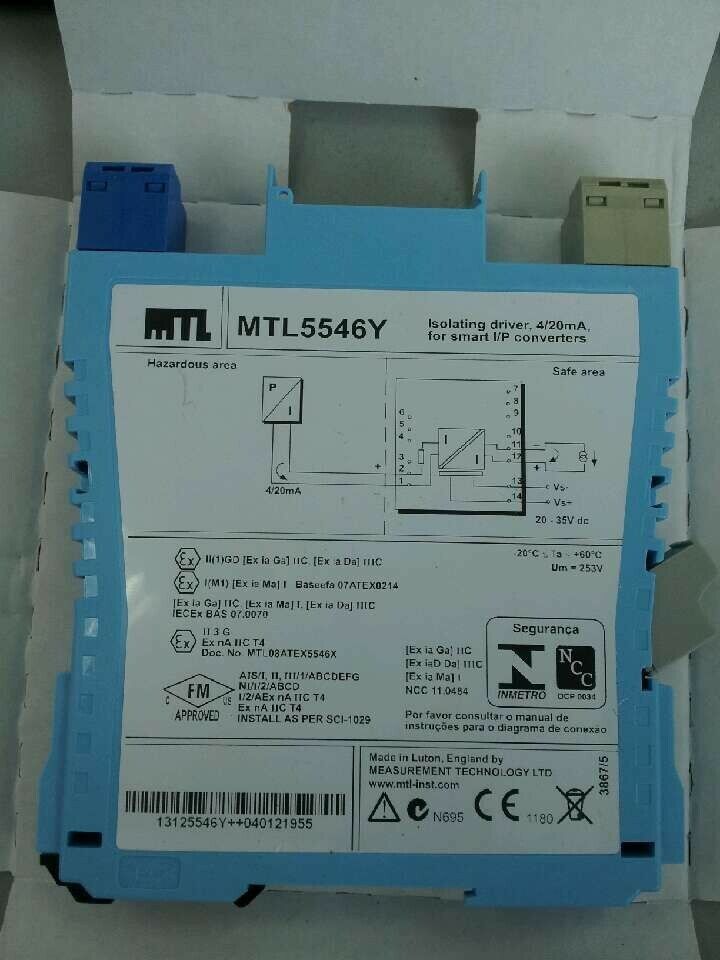 MTL
MTL5546Y
Isolating driver, 4/20mA,
for smart I/P converters
Hazardous area
Safe area
P
I
4/20mA
+
6
5
4
3
2
1
I
I
7
8
9
10
11
12
13
14
−
+
Vs-
Vs+
20 - 35V dc
Ex II(1)GD [Ex ia Ga] IIC, [Ex ia Da] IIIC
Ex I(M1) [Ex ia Ma] I Baseefa 07ATEX0214
[Ex ia Ga] IIC, [Ex ia Ma] I, [Ex ia Da] IIIC
IECEx BAS 07.0070
Ex II 3 G
Ex nA IIC T4
Doc. No. MTL08ATEX5546X
-20°C ≤ Ta ≤ +60°C
Um = 253V
C FM US
APPROVED
AIS/I, II, III/1/ABCDEFG
NI/I/2/ABCD
I/2/AEx nA IIC T4
Ex nA IIC T4
INSTALL AS PER SCI-1029
[Ex ia Ga] IIC
[ExiaD Da] IIIC
[Ex ia Ma] I
NCC 11.0484
Segurança
INMETRO
NCC
OCP 0034
Por favor consultar o manual de
instruções para o diagrama de conexão
13125546Y++040121955
Made in Luton, England by
MEASUREMENT TECHNOLOGY LTD
www.mtl-inst.com
N695
CE 1180
3867/5